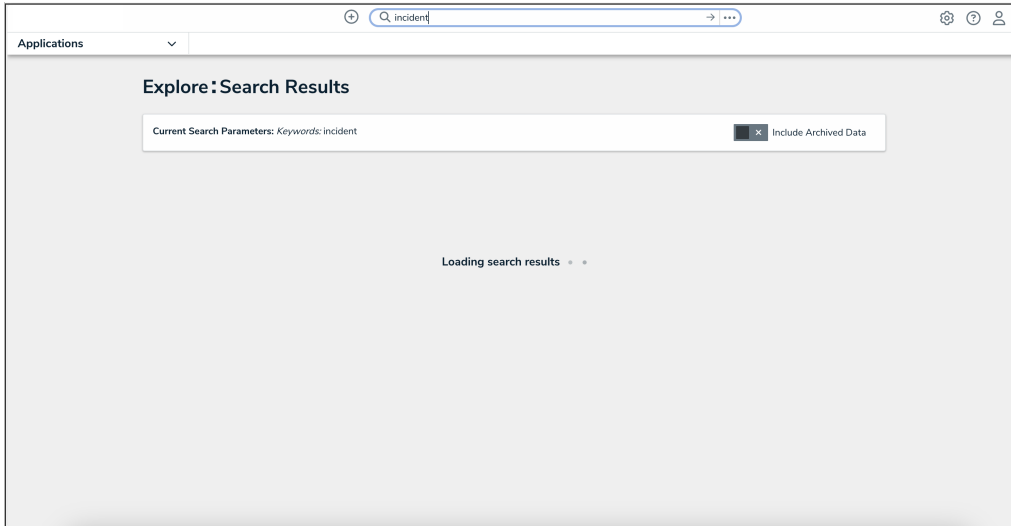 incident
Applications
Explore:Search Results
Current Search Parameters: Keywords: incident
Include Archived Data
Loading search results